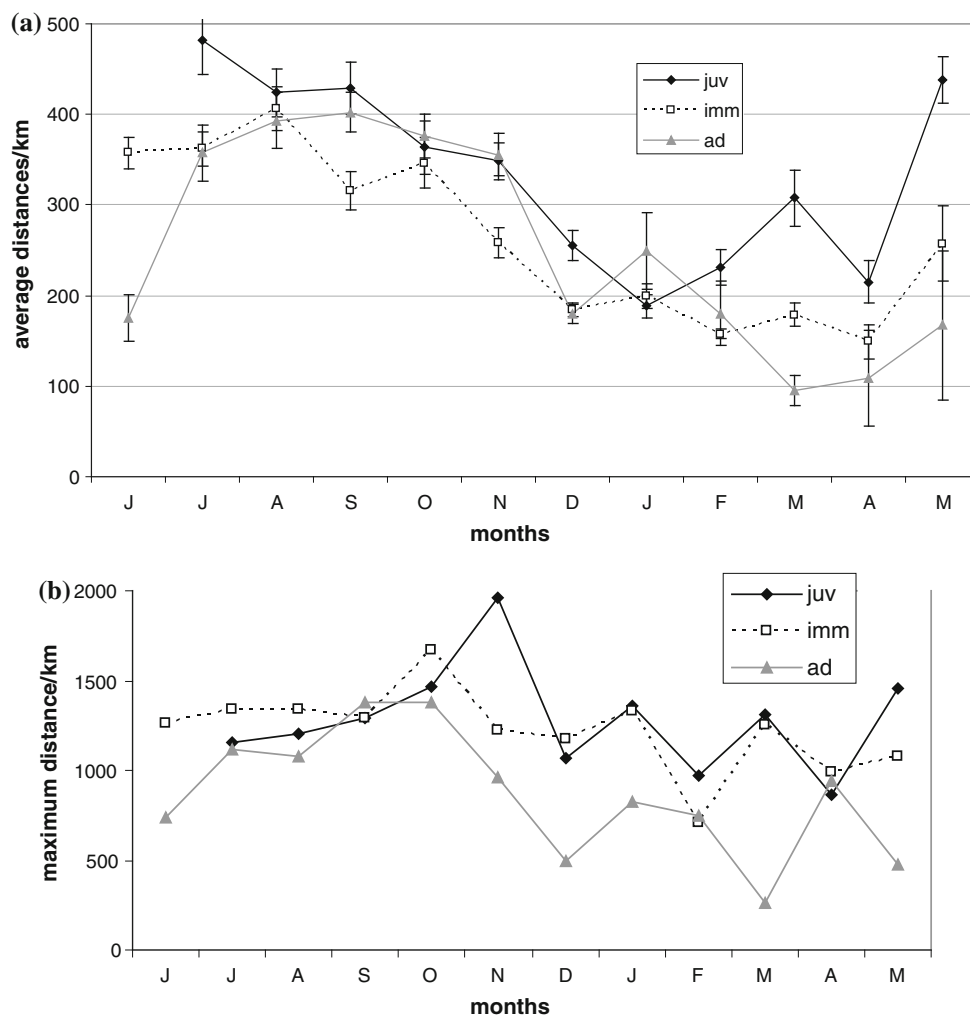 (a)
500
400
300
200
100
0
average distances/km
juv
imm
ad
J J A S O N D J F M A M
months
(b)
2000
1500
1000
500
0
maximum distance/km
juv
imm
ad
J J A S O N D J F M A M
months